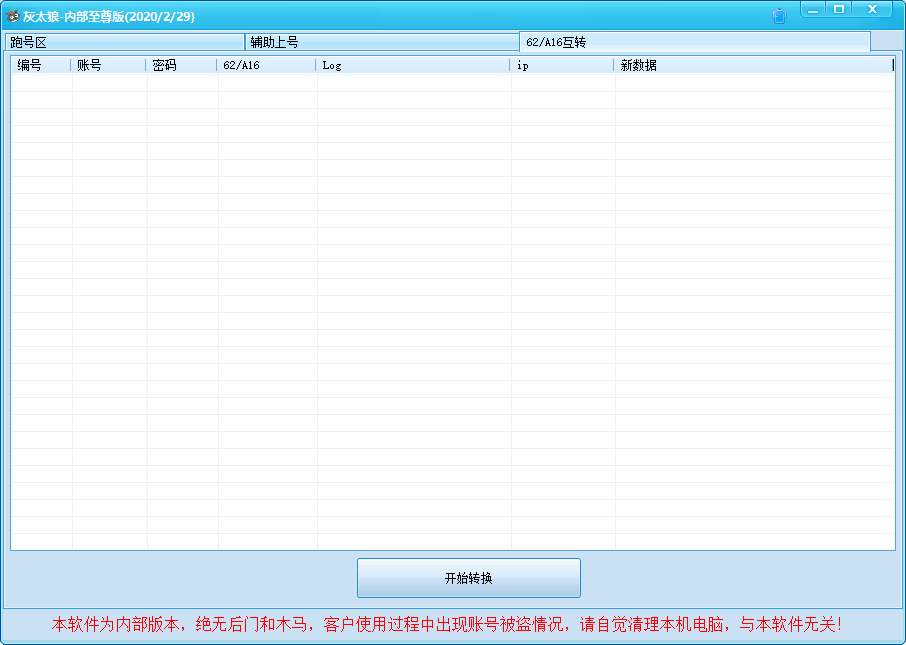 灰太狼-内部至尊版(2020/2/29)
跑号区 辅助上号 62/A16互转
编号 账号 密码 62/A16 Log ip 新数据
开始转换
本软件为内部版本，绝无后门和木马，客户使用过程中出现账号被盗情况，请自觉清理本机电脑，与本软件无关！